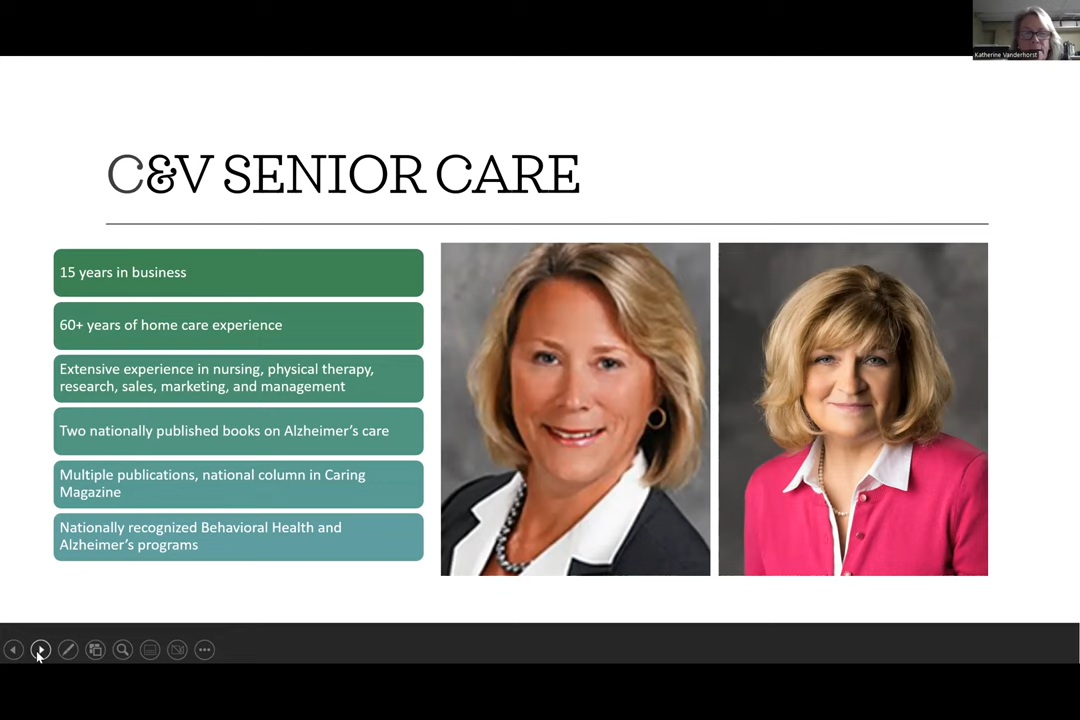 Katherine Vanderhorst
C&V SENIOR CARE
15 years in business
60+ years of home care experience
Extensive experience in nursing, physical therapy,
research, sales, marketing, and management
Two nationally published books on Alzheimer's care
Multiple publications, national column in Caring
Magazine
Nationally recognized Behavioral Health and
Alzheimer's programs